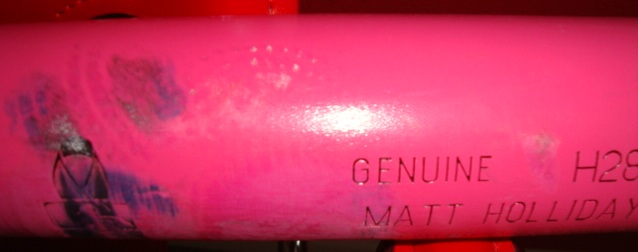 GENUINE H28
MATT HOLLIDAY